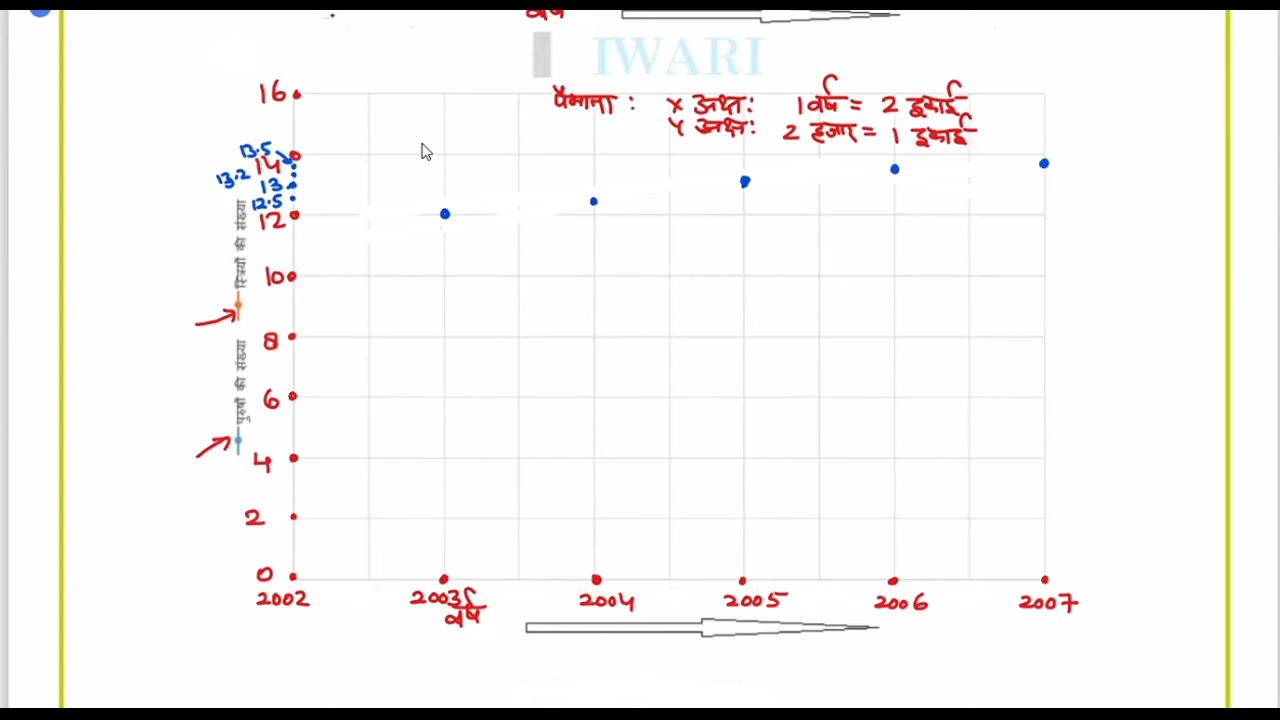 वर्ष
IWARI
पैमाना : X अक्ष: 1 वर्ष = 2 इकाई
Y अक्ष: 2 हजार = 1 इकाई
16
13.5
14
13.2
13
12.5
12
10
8
6
4
2
0
स्त्रियों की संख्या
पुरुषों की संख्या
2002 2003 2004 2005 2006 2007
वर्ष